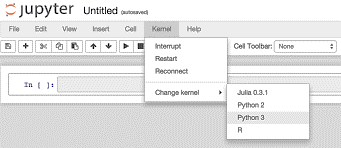 jupyter Untitled (autosaved)
File Edit View Insert Cell Kernel Help
Interrupt
Restart
Reconnect
Change kernel
Cell Toolbar: None
In [ ]:
Julia 0.3.1
Python 2
Python 3
R